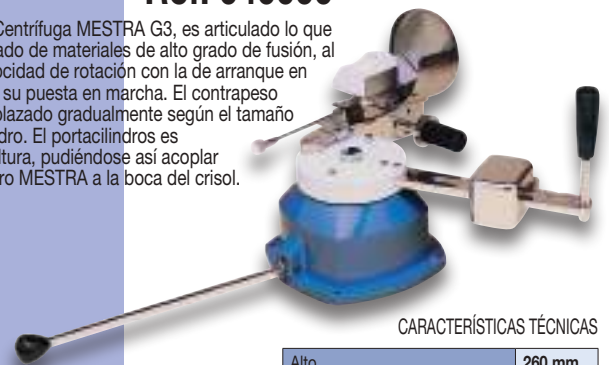 Centrífuga MESTRA G3, es articulado lo que
ado de materiales de alto grado de fusión, al
ocidad de rotación con la de arranque en
su puesta en marcha. El contrapeso
plazado gradualmente según el tamaño
dro. El portacilindros es
ltura, pudiéndose así acoplar
ro MESTRA a la boca del crisol.
CARACTERÍSTICAS TÉCNICAS
Alto 260 mm